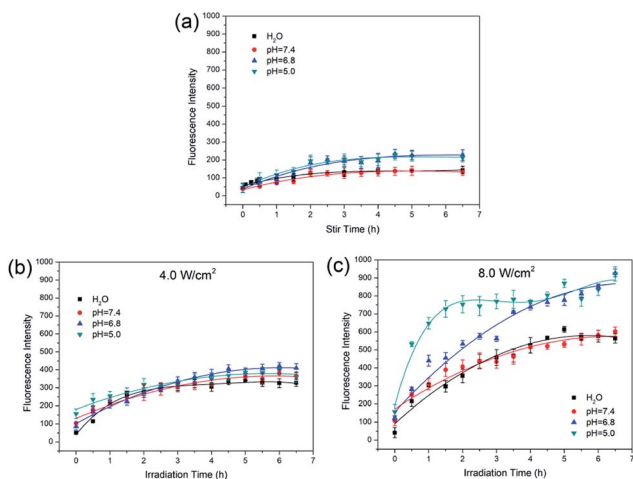 (a)
1000
900
800
700
600
500
400
300
200
100
0
Fluorescence Intensity
H₂O
pH=7.4
pH=6.8
pH=5.0
0 1 2 3 4 5 6 7
Stir Time (h)
(b)
4.0 W/cm²
1000
900
800
700
600
500
400
300
200
100
0
Fluorescence Intensity
H₂O
pH=7.4
pH=6.8
pH=5.0
0 1 2 3 4 5 6 7
Irradiation Time (h)
(c)
8.0 W/cm²
1000
900
800
700
600
500
400
300
200
100
0
Fluorescence Intensity
H₂O
pH=7.4
pH=6.8
pH=5.0
0 1 2 3 4 5 6 7
Irradiation Time (h)